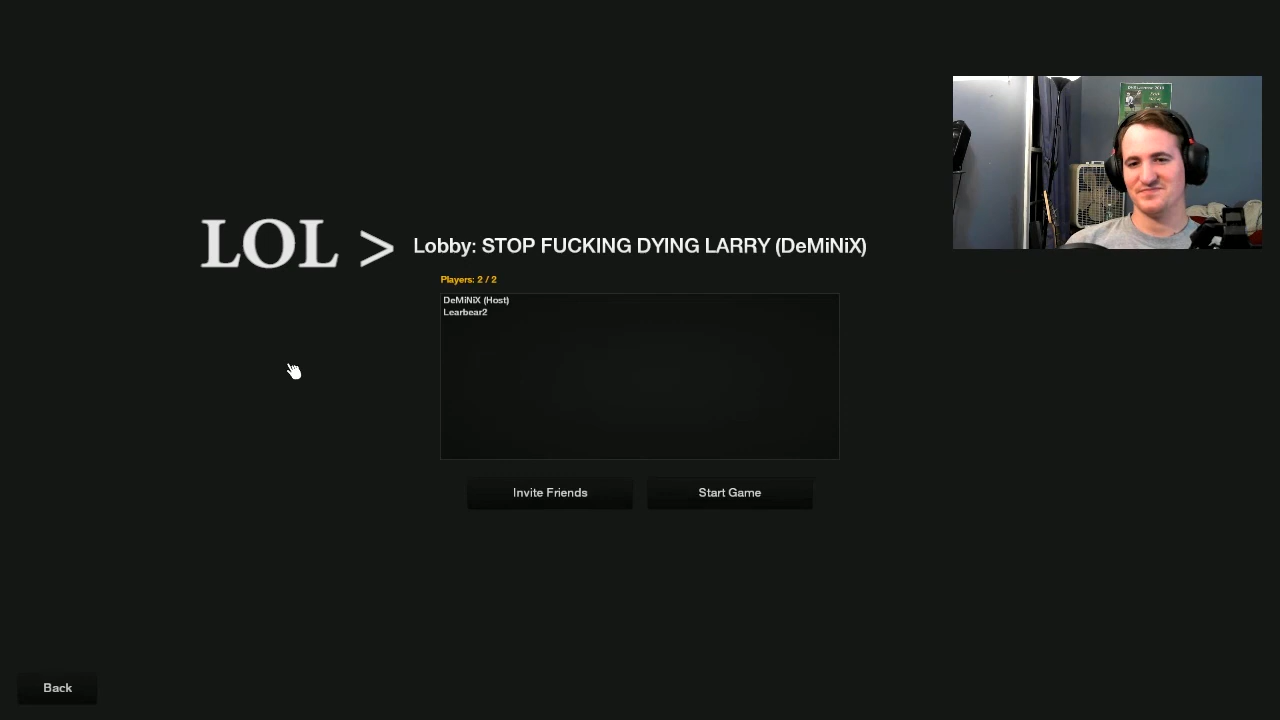 LOL > Lobby: STOP FUCKING DYING LARRY (DeMiNiX)
Players: 2 / 2
DeMiNiX (Host)
Learbear2
Invite Friends
Start Game
Back